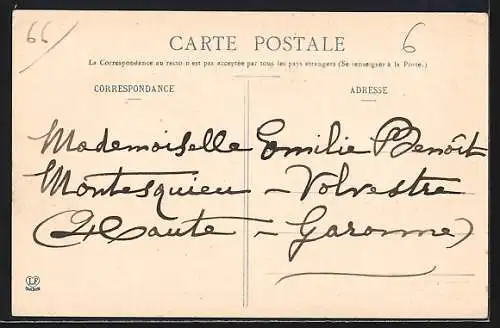 66/
6
CARTE POSTALE
La Correspondance au recto n'est pas acceptée par tous les pays étrangers (Se renseigner à la Poste.)
CORRESPONDANCE
ADRESSE
Mademoiselle Emilie Benoît
Montesquieu - Volvestre
(Haute - Garonne)
LF